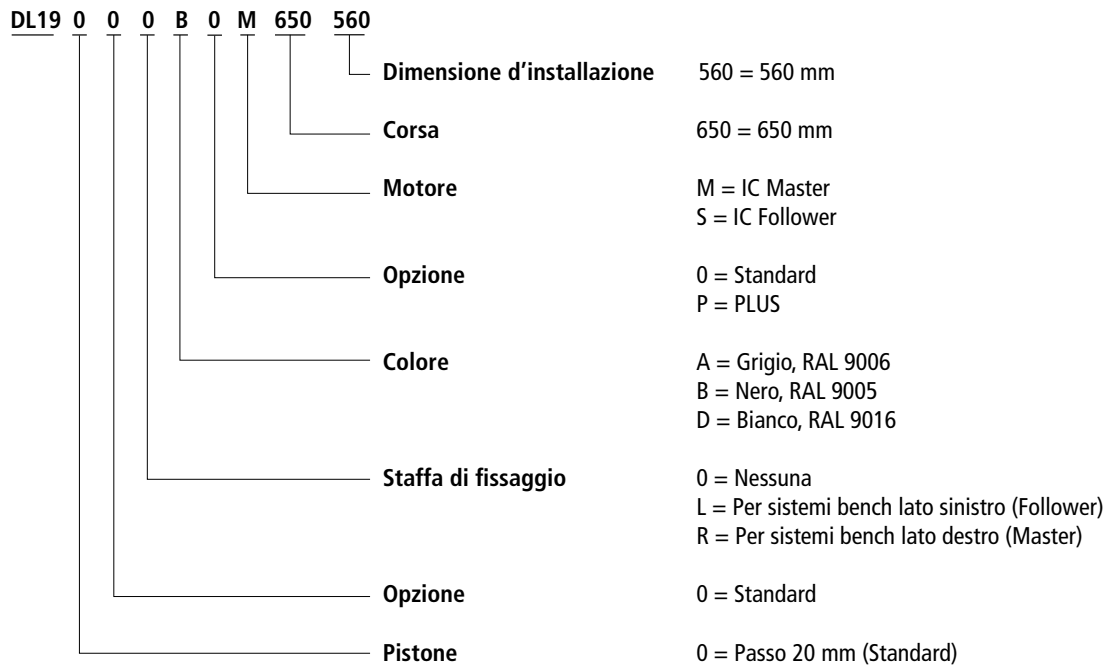 DL19 0 0 0 B 0 M 650 560
Dimensione d’installazione 560 = 560 mm
Corsa 650 = 650 mm
Motore M = IC Master
S = IC Follower
Opzione 0 = Standard
P = PLUS
Colore A = Grigio, RAL 9006
B = Nero, RAL 9005
D = Bianco, RAL 9016
Staffa di fissaggio 0 = Nessuna
L = Per sistemi bench lato sinistro (Follower)
R = Per sistemi bench lato destro (Master)
Opzione 0 = Standard
Pistone 0 = Passo 20 mm (Standard)